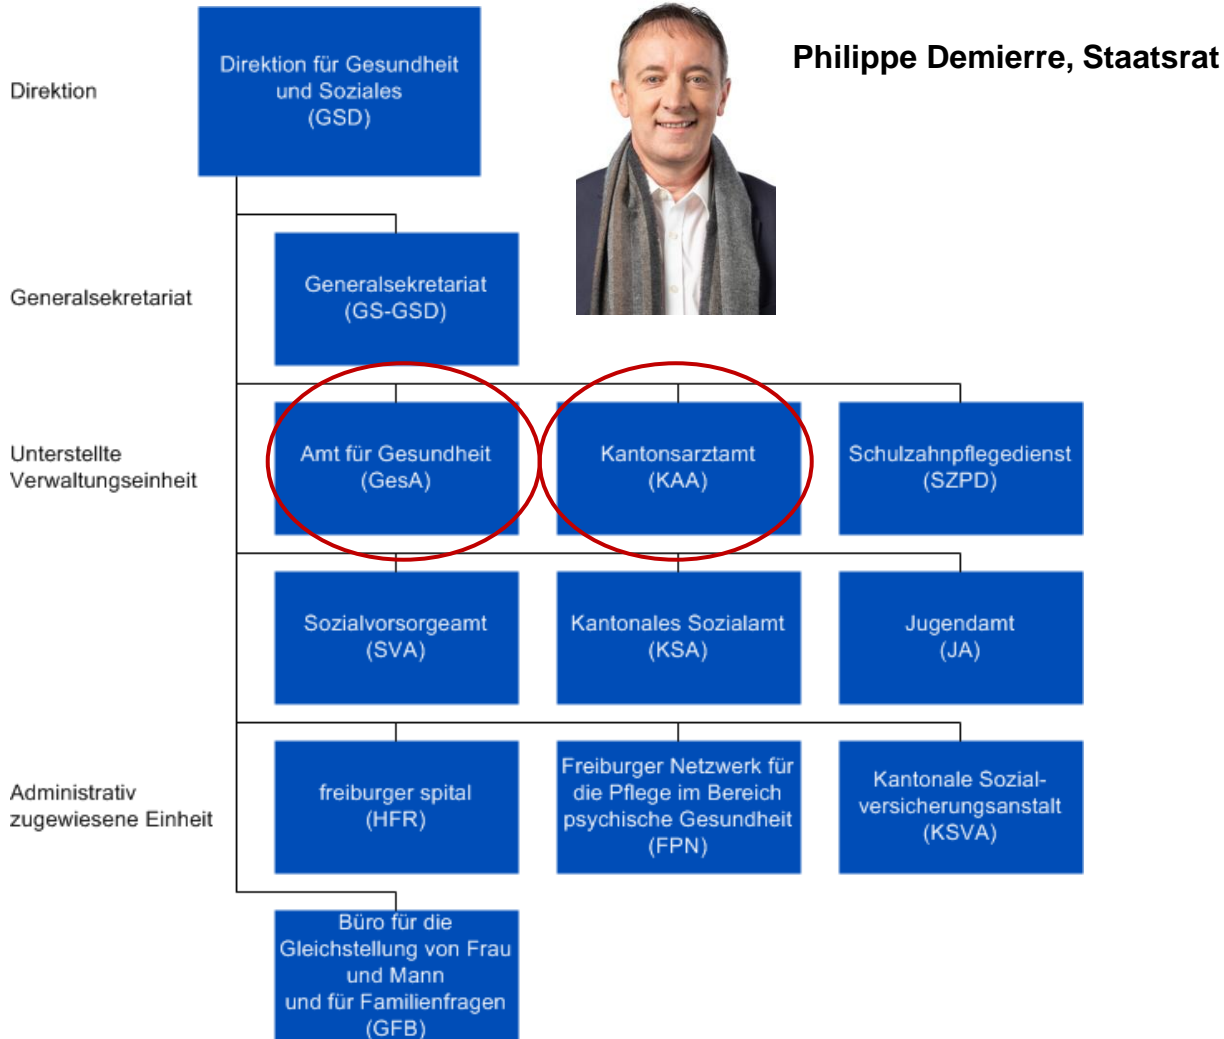 Philippe Demierre, Staatsrat
Direktion
Direktion für Gesundheit
und Soziales
(GSD)
Generalsekretariat
Generalsekretariat
(GS-GSD)
Unterstellte
Verwaltungseinheit
Amt für Gesundheit
(GesA)
Kantonsarztamt
(KAA)
Schulzahnpflegedienst
(SZPD)
Sozialvorsorgeamt
(SVA)
Kantonales Sozialamt
(KSA)
Jugendamt
(JA)
Administrativ
zugewiesene Einheit
freiburger spital
(HFR)
Freiburger Netzwerk für
die Pflege im Bereich
psychische Gesundheit
(FPN)
Kantonale Sozial-
versicherungsanstalt
(KSVA)
Büro für die
Gleichstellung von Frau
und Mann
und für Familienfragen
(GFB)